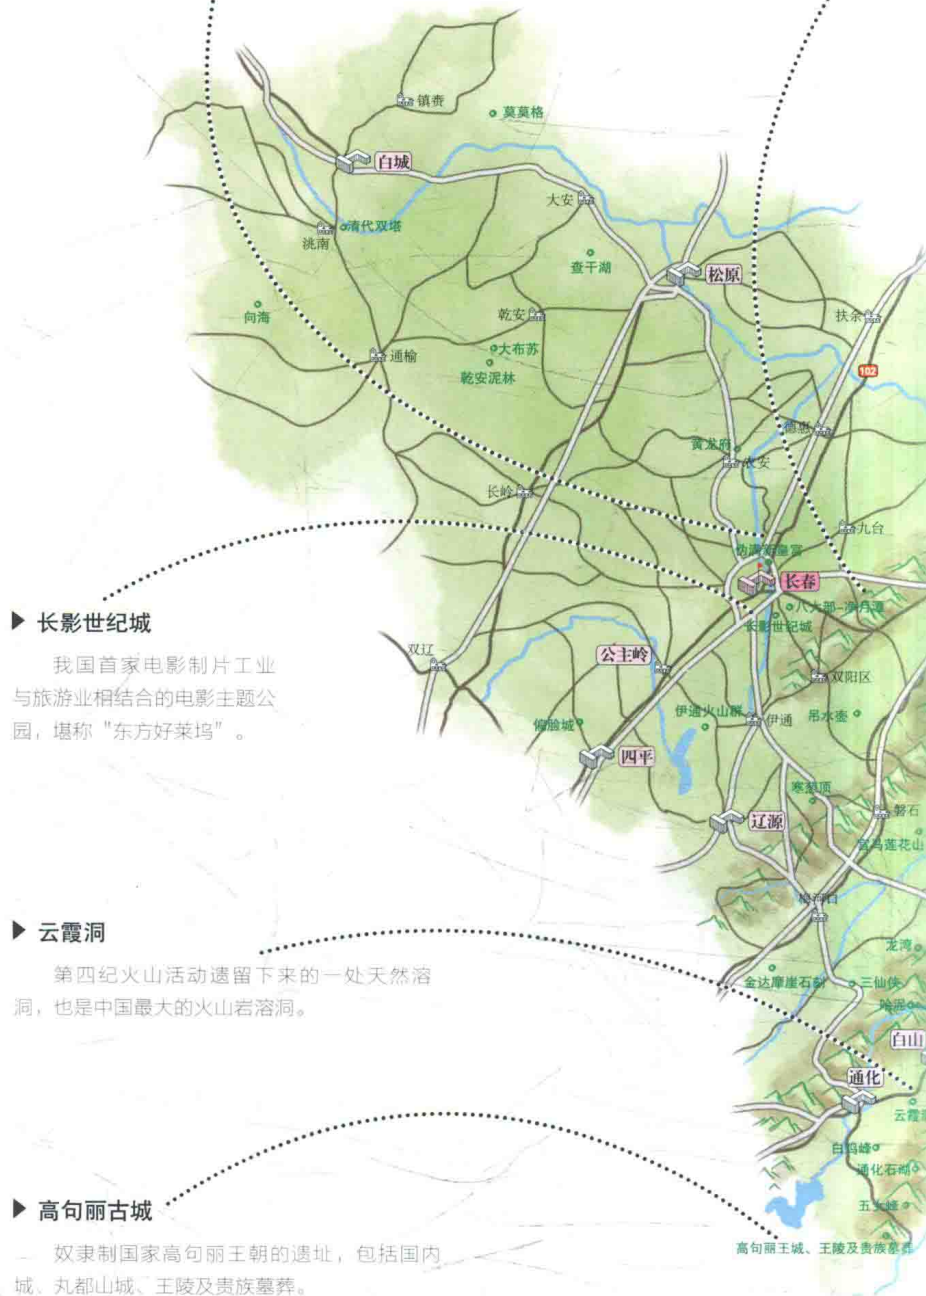 镇赉
莫莫格
白城
大安
洮南
清代双塔
查干湖
松原
向海
乾安
扶余
大布苏
通榆
乾安泥林
102
德惠
黄龙府
农安
长岭
九台
伪满皇宫
长春
八大部-净月潭
长影世纪城
▶ 长影世纪城
我国首家电影制片工业
与旅游业相结合的电影主题公
园，堪称“东方好莱坞”。
双辽
公主岭
双阳区
偏脸城
伊通火山群
伊通
吊水壶
四平
寒葱顶
辽源
磐石
官马莲花山
梅河口
▶ 云霞洞
第四纪火山活动遗留下来的一处天然溶
洞，也是中国最大的火山岩溶洞。
龙湾
金达摩崖石刻
三仙侠
哈泥
白山
通化
云霞洞
白鸡峰
通化石湖
五女峰
▶ 高句丽古城
奴隶制国家高句丽王朝的遗址，包括国内
城、丸都山城、王陵及贵族墓葬。
高句丽王城、王陵及贵族墓葬